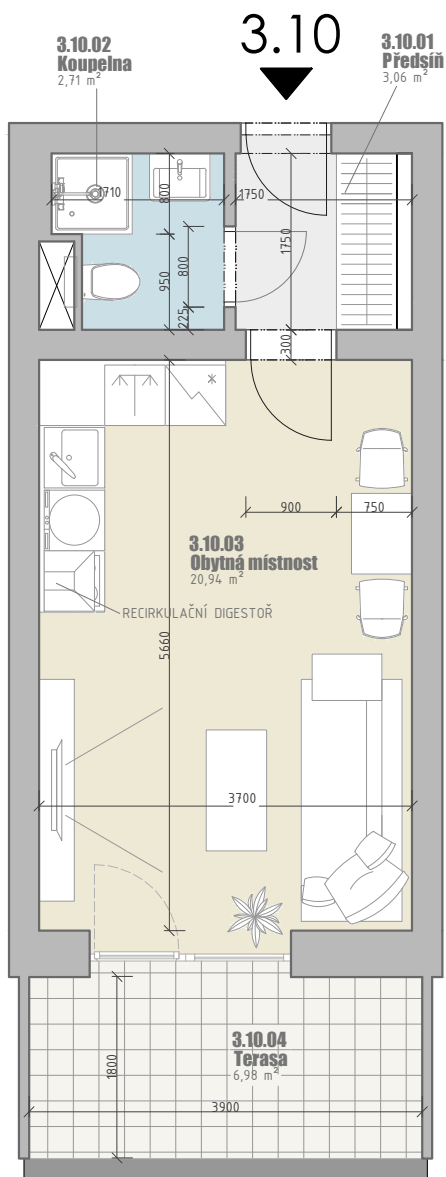 3.10
3.10.02
Koupelna
2,71 m²
3.10.01
Předsíň
3,06 m²
1710
800
1750
1750
800
950
225
300
900
750
3.10.03
Obytná místnost
20,94 m²
RECIRKULAČNÍ DIGESTOŘ
5660
3700
3.10.04
Terasa
6,98 m²
1800
3900